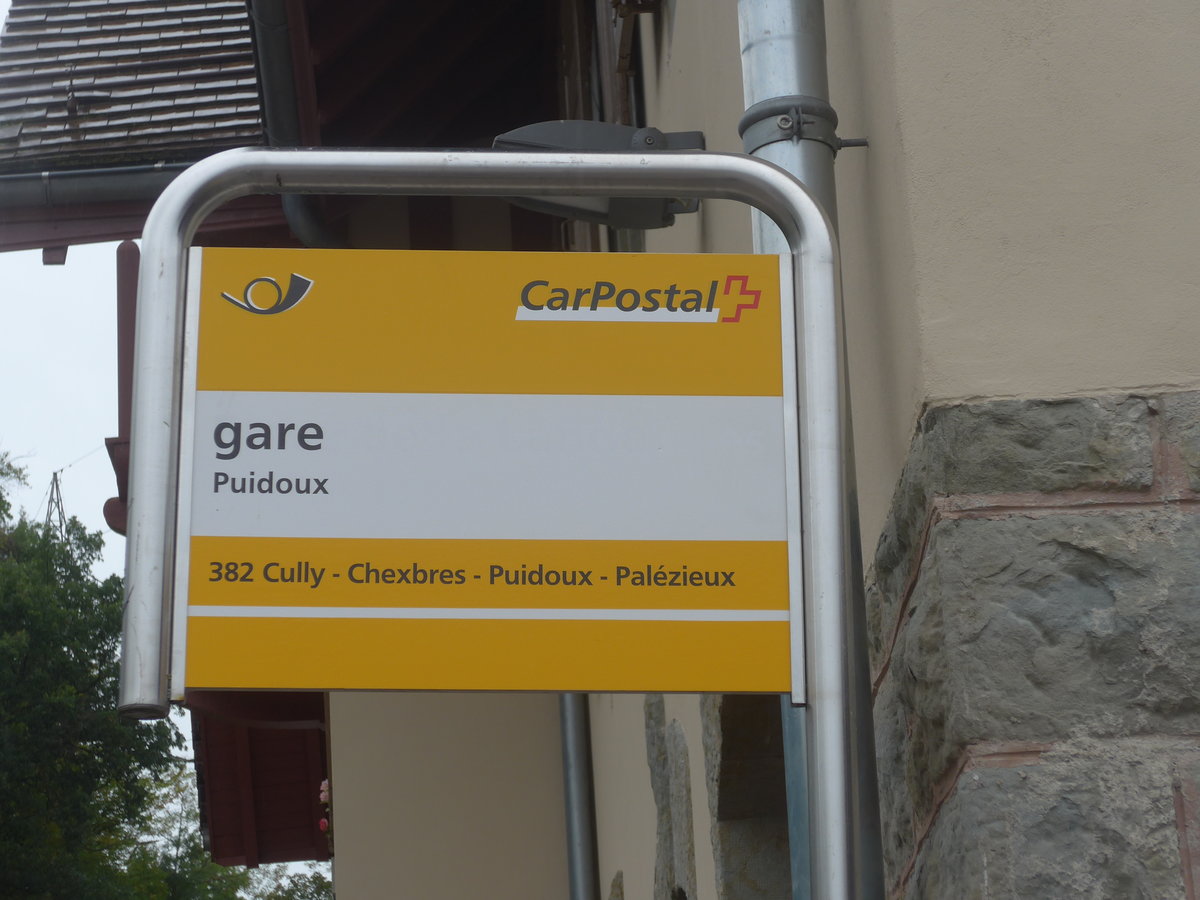 CarPostal
gare
Puidoux
382 Cully - Chexbres - Puidoux - Palézieux